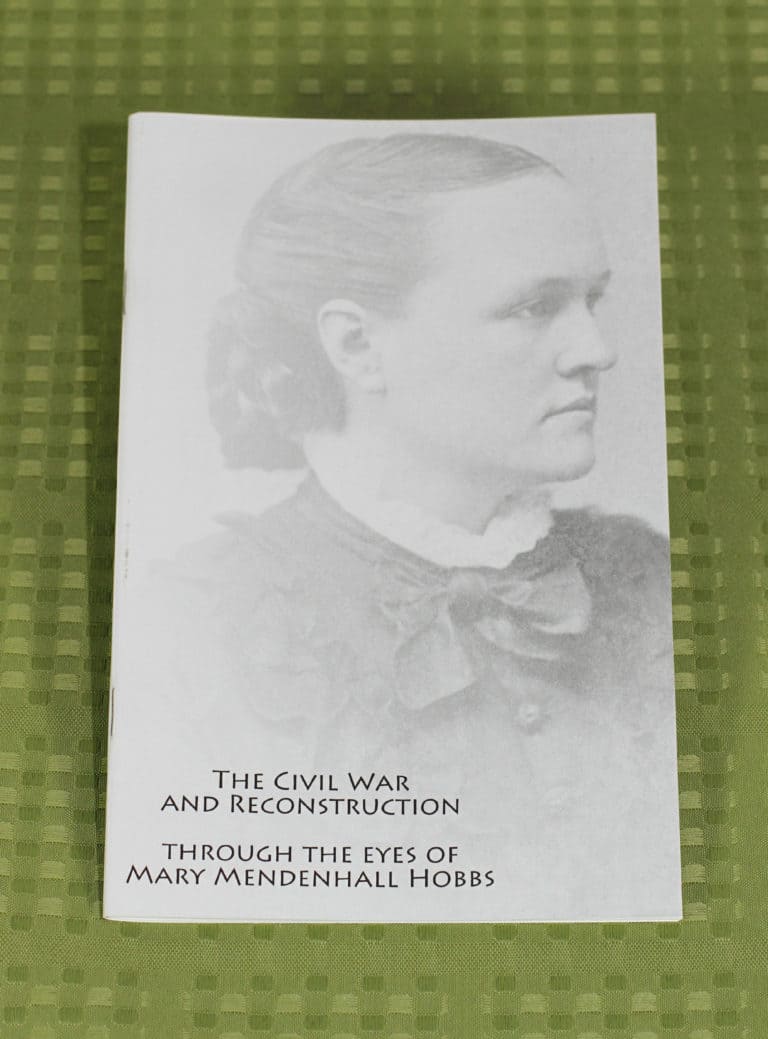 The Civil War
and Reconstruction
through the eyes of
Mary Mendenhall Hobbs